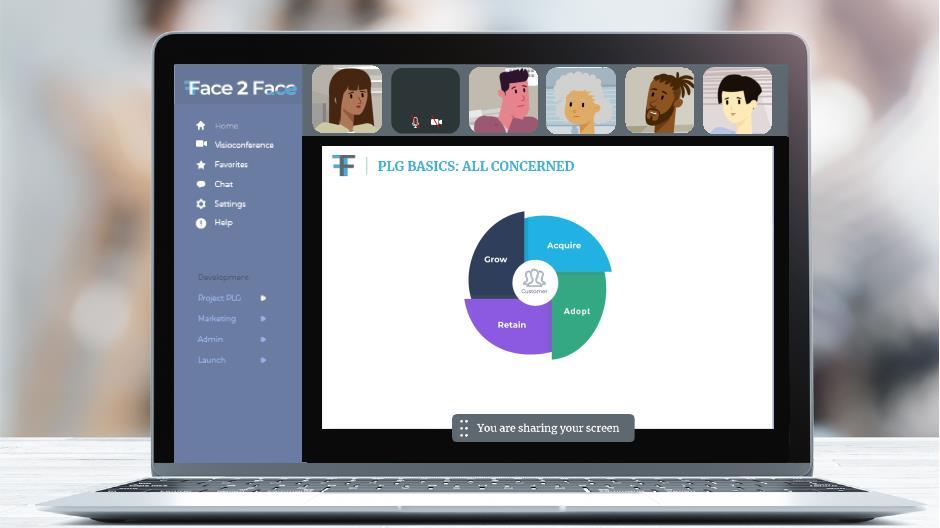 Face 2 Face
Home
Visioconference
Favorites
Chat
Settings
Help
Development
Project PLG
Marketing
Admin
Launch
PLG BASICS: ALL CONCERNED
Grow
Acquire
Customer
Adopt
Retain
You are sharing your screen